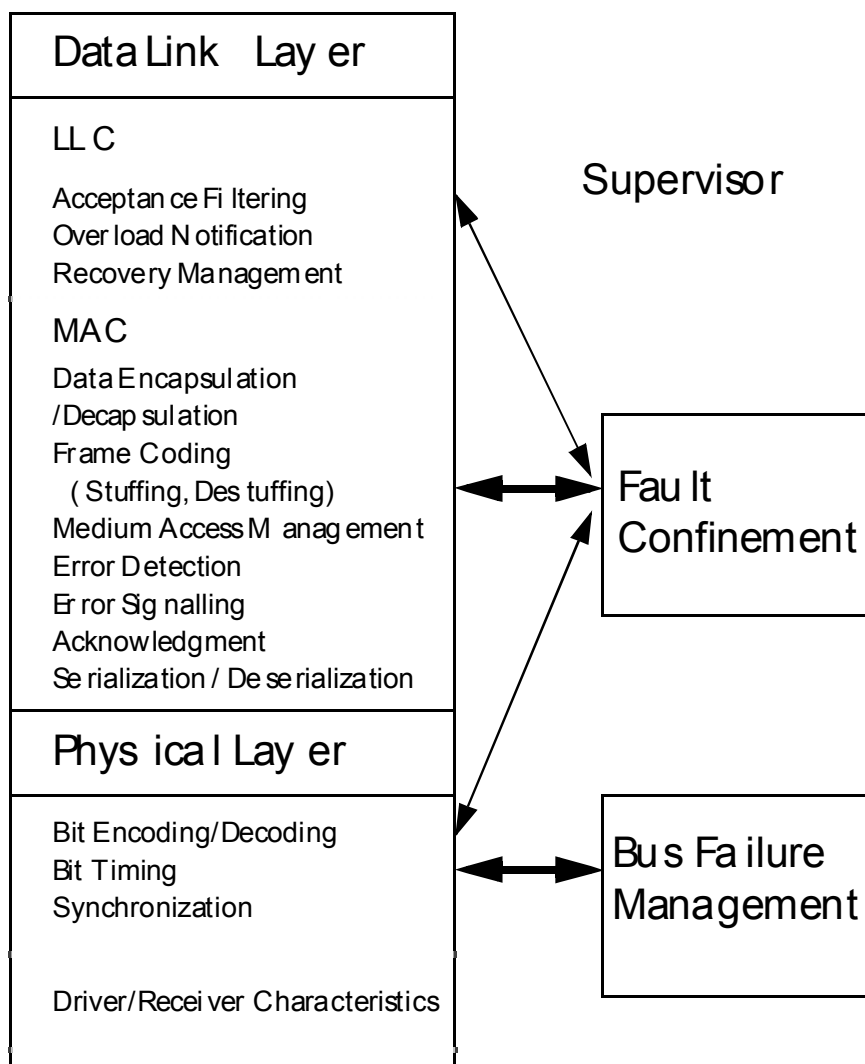 Data Link Layer
LLC
Acceptance Filtering
Overload Notification
Recovery Management
MAC
Data Encapsulation
/Decapsulation
Frame Coding
(Stuffing, Destuffing)
Medium Access Management
Error Detection
Error Signalling
Acknowledgment
Serialization / Deserialization
Physical Layer
Bit Encoding/Decoding
Bit Timing
Synchronization
Driver/Receiver Characteristics
Supervisor
Fault
Confinement
Bus Failure
Management